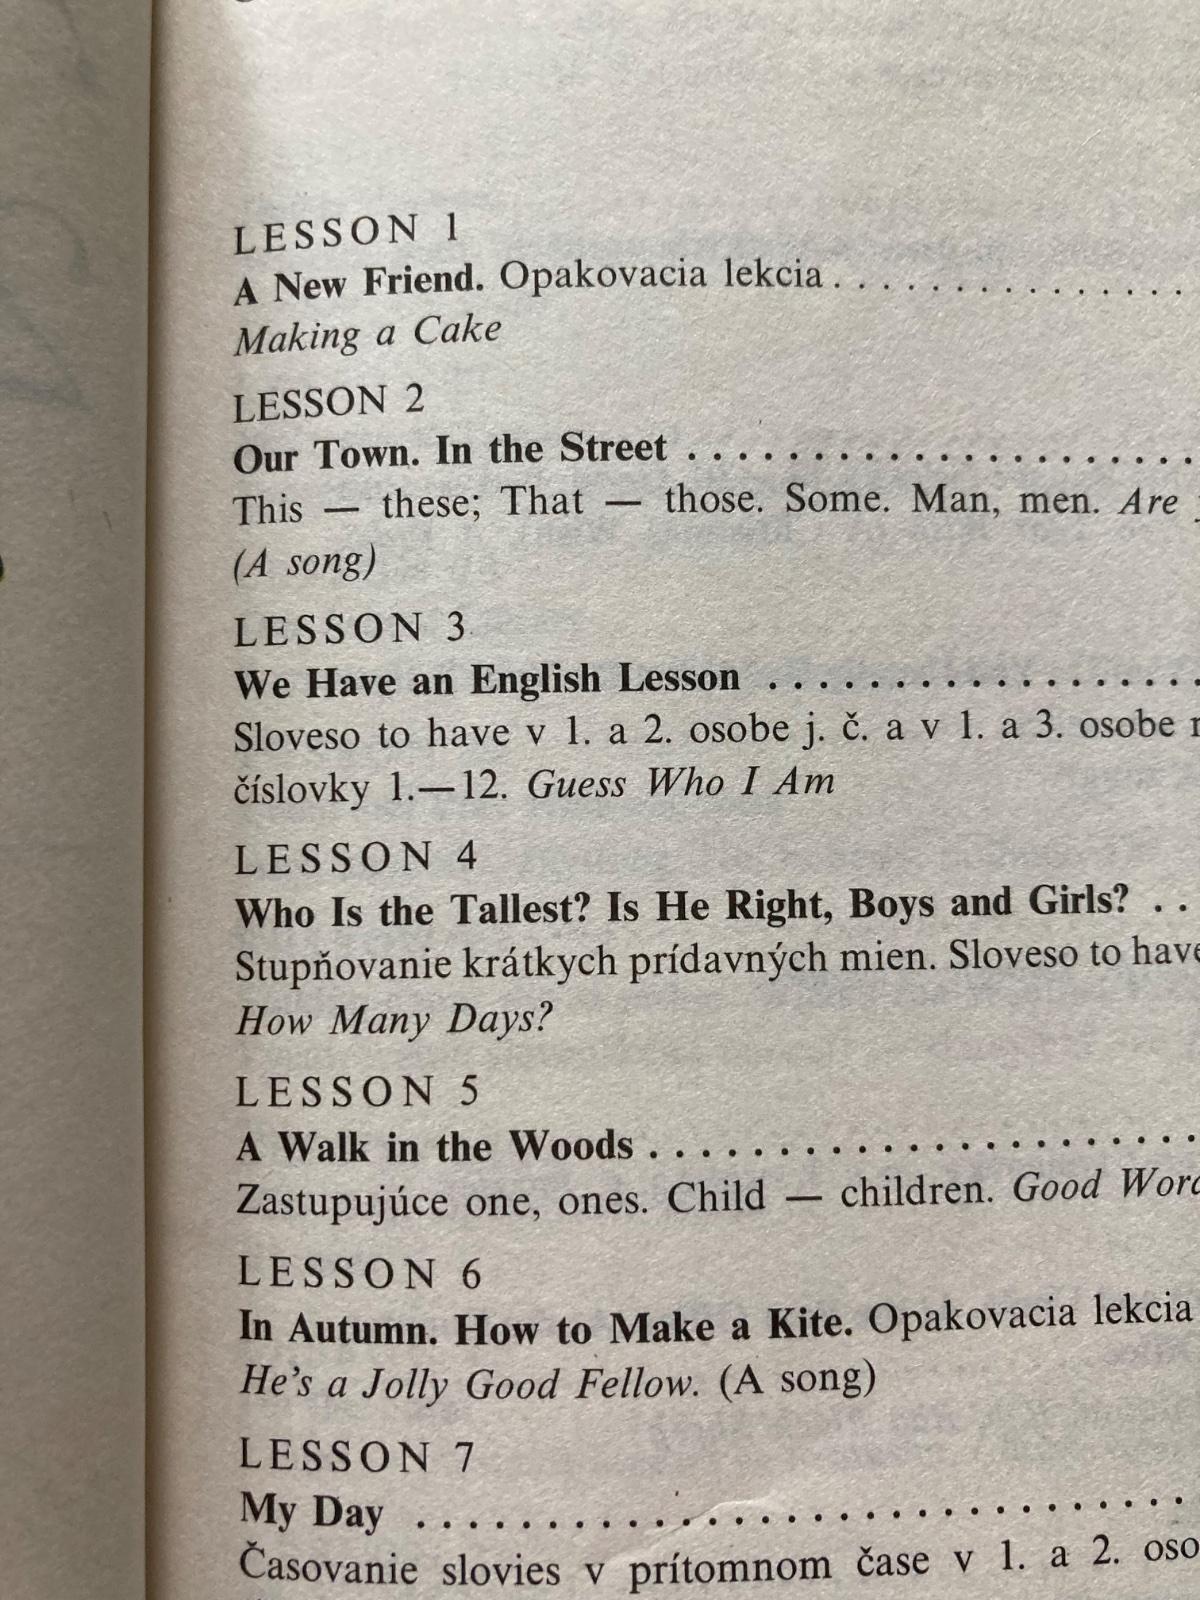 LESSON 1
A New Friend. Opakovacia lekcia . . . . . . . . . . . . . . .
Making a Cake
LESSON 2
Our Town. In the Street . . . . . . . . . . . . . . . . . . . . .
This — these; That — those. Some. Man, men. Are
(A song)
LESSON 3
We Have an English Lesson . . . . . . . . . . . . . . . . . .
Sloveso to have v 1. a 2. osobe j. č. a v 1. a 3. osobe
číslovky 1.—12. Guess Who I Am
LESSON 4
Who Is the Tallest? Is He Right, Boys and Girls? . .
Stupňovanie krátkych prídavných mien. Sloveso to have
How Many Days?
LESSON 5
A Walk in the Woods . . . . . . . . . . . . . . . . . . . . . .
Zastupujúce one, ones. Child — children. Good
LESSON 6
In Autumn. How to Make a Kite. Opakovacia lekcia
He's a Jolly Good Fellow. (A song)
LESSON 7
My Day . . . . . . . . . . . . . . . . . . . . . . . . . . . . . . .
Časovanie slovies v prítomnom čase v 1. a 2.